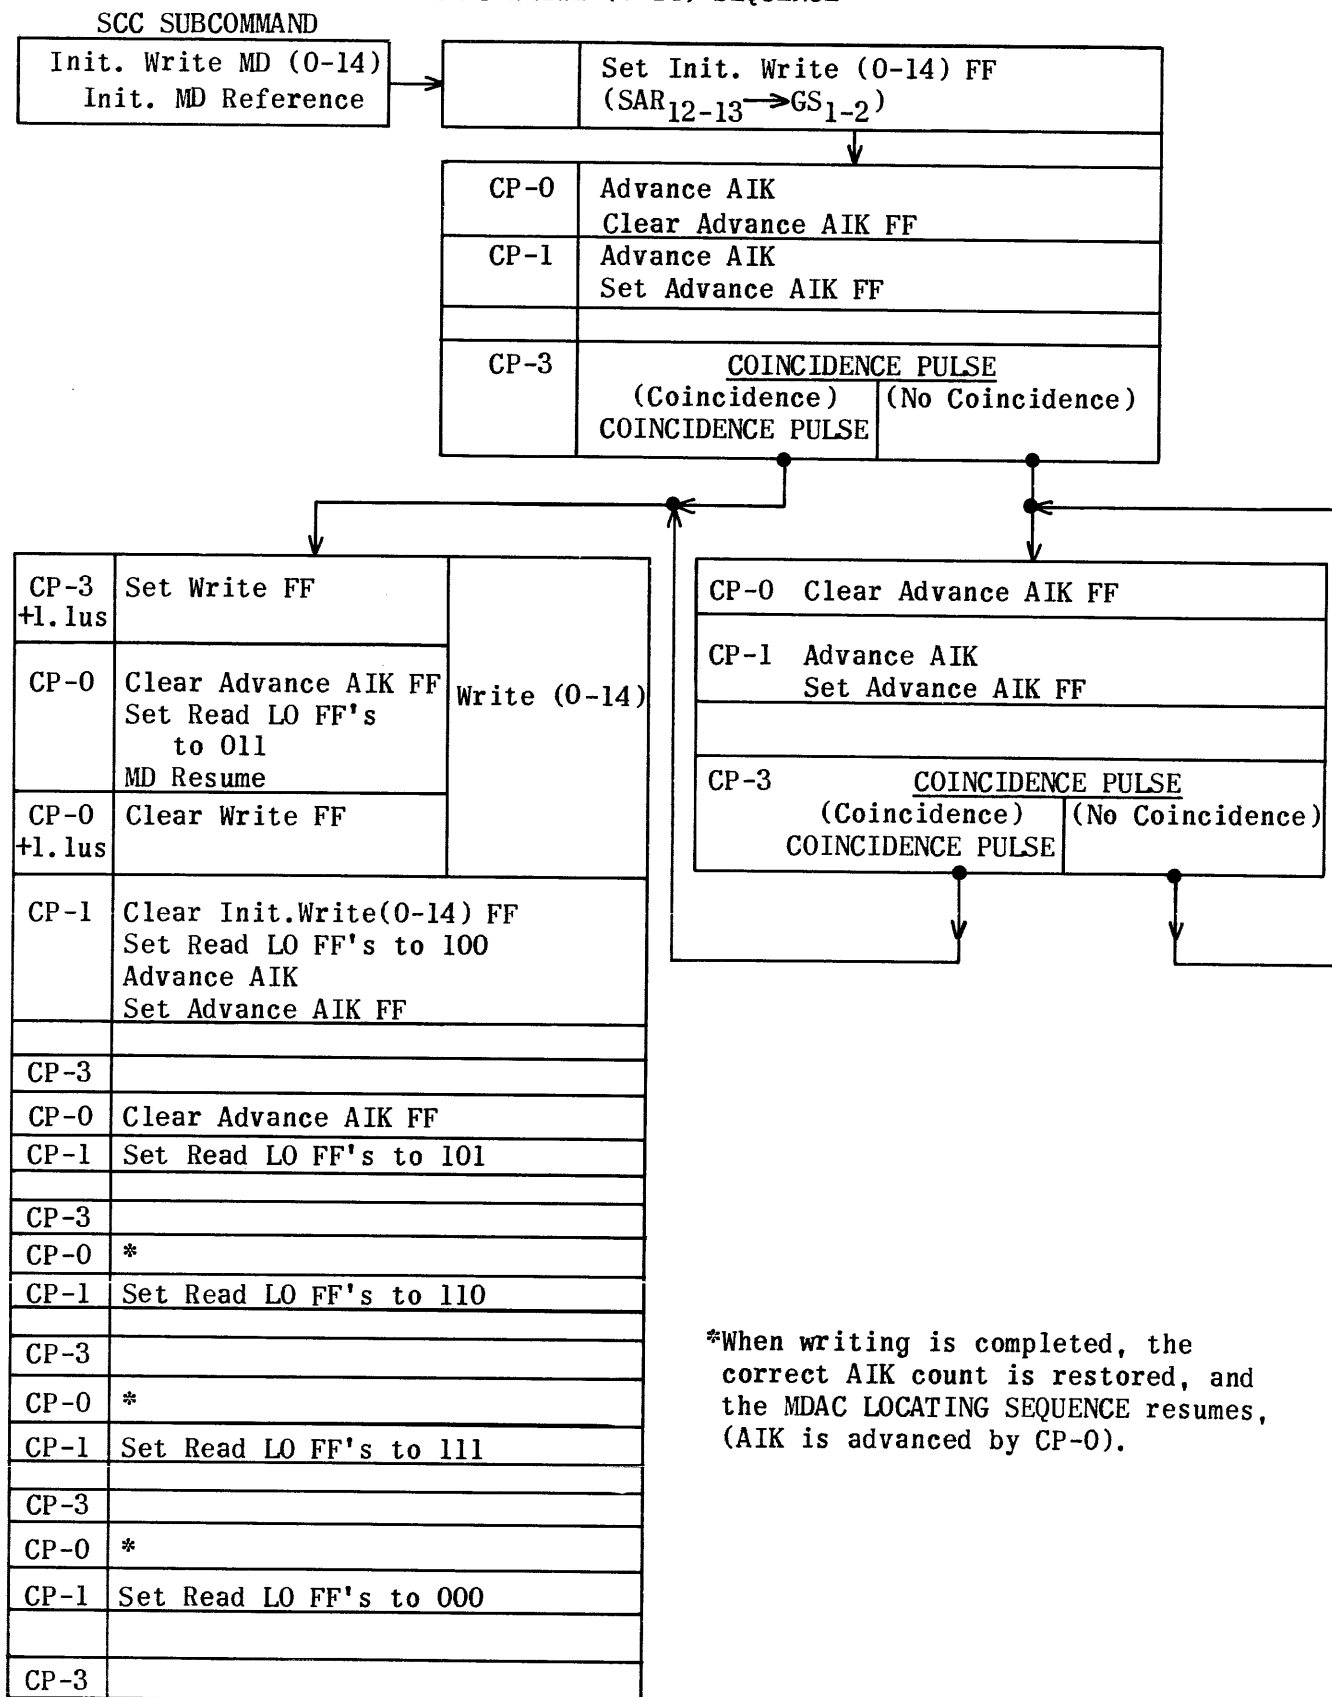 SCC SUBCOMMAND
Init. Write MD (0-14)
Init. MD Reference
Set Init. Write (0-14) FF
(SAR12-13→GS1-2)
CP-0 Advance AIK
Clear Advance AIK FF
CP-1 Advance AIK
Set Advance AIK FF
CP-3 COINCIDENCE PULSE
(Coincidence) (No Coincidence)
COINCIDENCE PULSE
CP-3 Set Write FF
+1.1us
CP-0 Clear Advance AIK FF
Write (0-14)
Set Read LO FF's
to 011
MD Resume
CP-0 Clear Write FF
+1.1us
CP-1 Clear Init.Write(0-14) FF
Set Read LO FF's to 100
Advance AIK
Set Advance AIK FF
CP-3
CP-0 Clear Advance AIK FF
CP-1 Set Read LO FF's to 101
CP-3
CP-0 *
CP-1 Set Read LO FF's to 110
CP-3
CP-0 *
CP-1 Set Read LO FF's to 111
CP-3
CP-0 *
CP-1 Set Read LO FF's to 000
CP-3
CP-0 Clear Advance AIK FF
CP-1 Advance AIK
Set Advance AIK FF
CP-3 COINCIDENCE PULSE
(Coincidence) (No Coincidence)
COINCIDENCE PULSE
*When writing is completed, the
correct AIK count is restored, and
the MDAC LOCATING SEQUENCE resumes,
(AIK is advanced by CP-0).